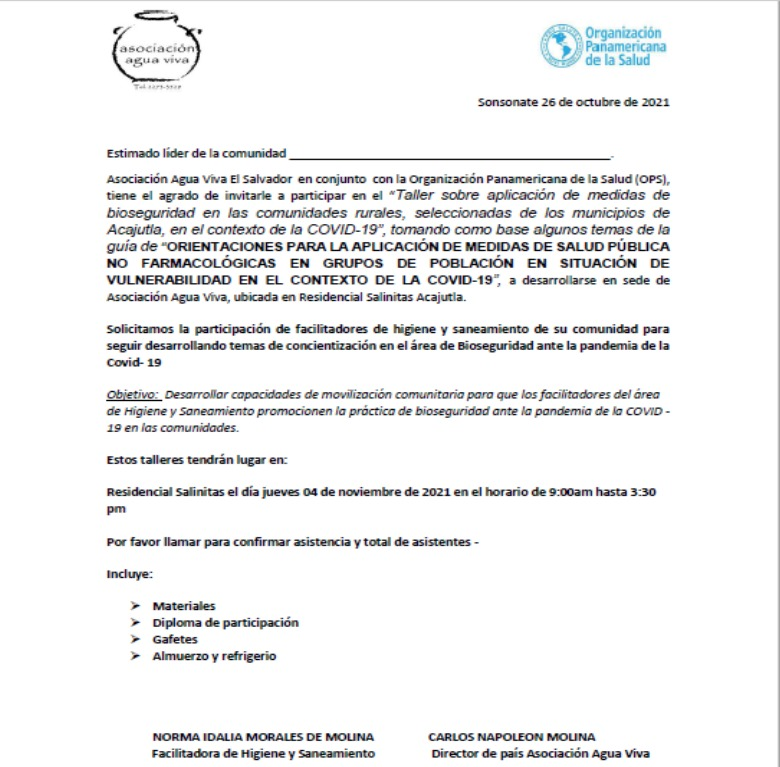 asociación
agua viva
Organización
Panamericana
de la Salud
Sonsonate 26 de octubre de 2021
Estimado líder de la comunidad ___________________________________________.
Asociación Agua Viva El Salvador en conjunto con la Organización Panamericana de la Salud (OPS),
tiene el agrado de invitarle a participar en el “Taller sobre aplicación de medidas de
bioseguridad en las comunidades rurales, seleccionadas de los municipios de
Acajutla, en el contexto de la COVID-19”, tomando como base algunos temas de la
guía de “ORIENTACIONES PARA LA APLICACIÓN DE MEDIDAS DE SALUD PÚBLICA
NO FARMACOLÓGICAS EN GRUPOS DE POBLACIÓN EN SITUACIÓN DE
VULNERABILIDAD EN EL CONTEXTO DE LA COVID-19”, a desarrollarse en sede de
Asociación Agua Viva, ubicada en Residencial Salinitas Acajutla.
Solicitamos la participación de facilitadores de higiene y saneamiento de su comunidad para
seguir desarrollando temas de concientización en el área de Bioseguridad ante la pandemia de la
Covid- 19
Objetivo: Desarrollar capacidades de movilización comunitaria para que los facilitadores del área
de Higiene y Saneamiento promocionen la práctica de bioseguridad ante la pandemia de la COVID -
19 en las comunidades.
Estos talleres tendrán lugar en:
Residencial Salinitas el día jueves 04 de noviembre de 2021 en el horario de 9:00am hasta 3:30
pm
Por favor llamar para confirmar asistencia y total de asistentes -
Incluye:
➢ Materiales
➢ Diploma de participación
➢ Gafetes
➢ Almuerzo y refrigerio
NORMA IDALIA MORALES DE MOLINA CARLOS NAPOLEON MOLINA
Facilitadora de Higiene y Saneamiento Director de país Asociación Agua Viva